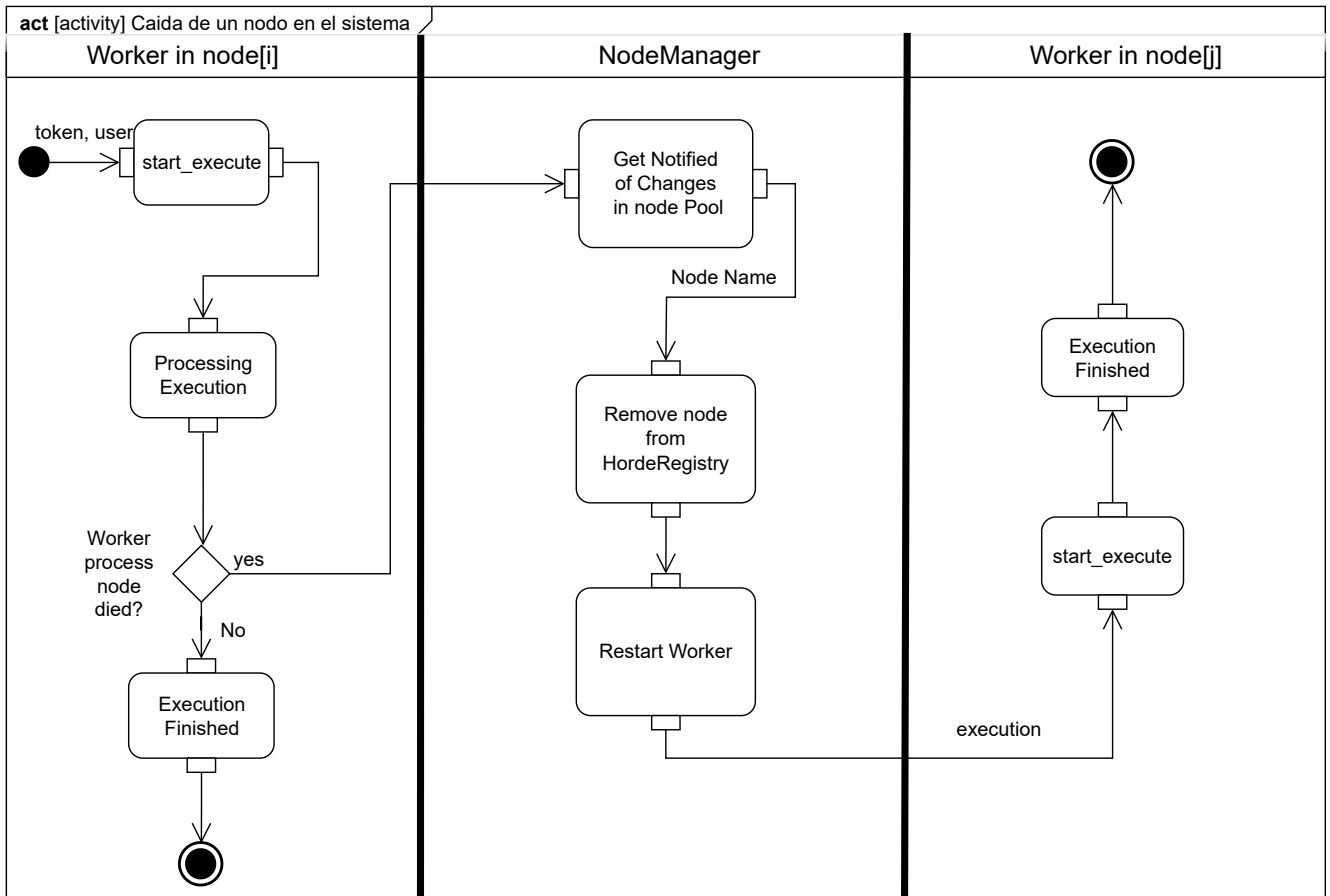 act [activity] Caida de un nodo en el sistema
Worker in node[i]
NodeManager
Worker in node[j]
token, user
start_execute
Processing
Execution
Worker
process
node
died?
yes
No
Execution
Finished
Get Notified
of Changes
in node Pool
Node Name
Remove node
from
HordeRegistry
Restart Worker
execution
start_execute
Execution
Finished